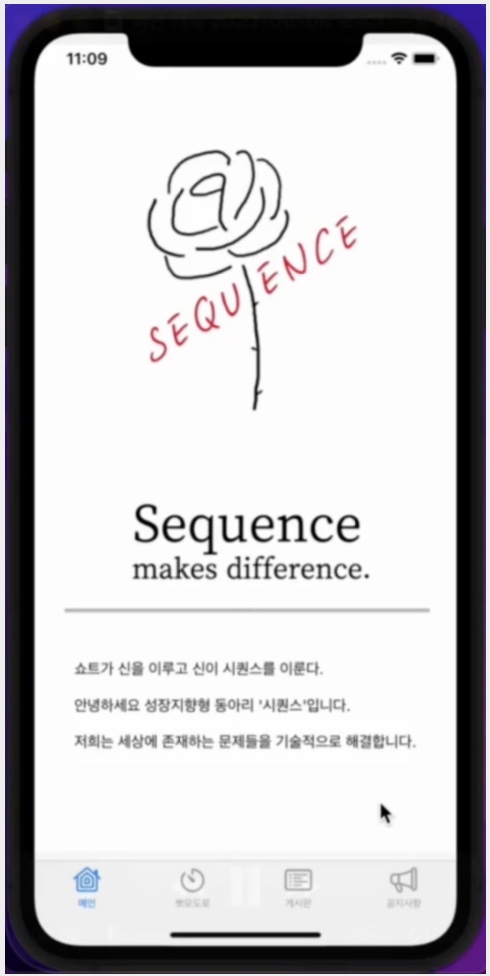 11:09
SEQUENCE
Sequence
makes difference.
쇼트가 신을 이루고 신이 시퀀스를 이룬다.
안녕하세요 성장지향형 동아리 '시퀀스'입니다.
저희는 세상에 존재하는 문제들을 기술적으로 해결합니다.
메인
뽀모도로
게시판
공지사항